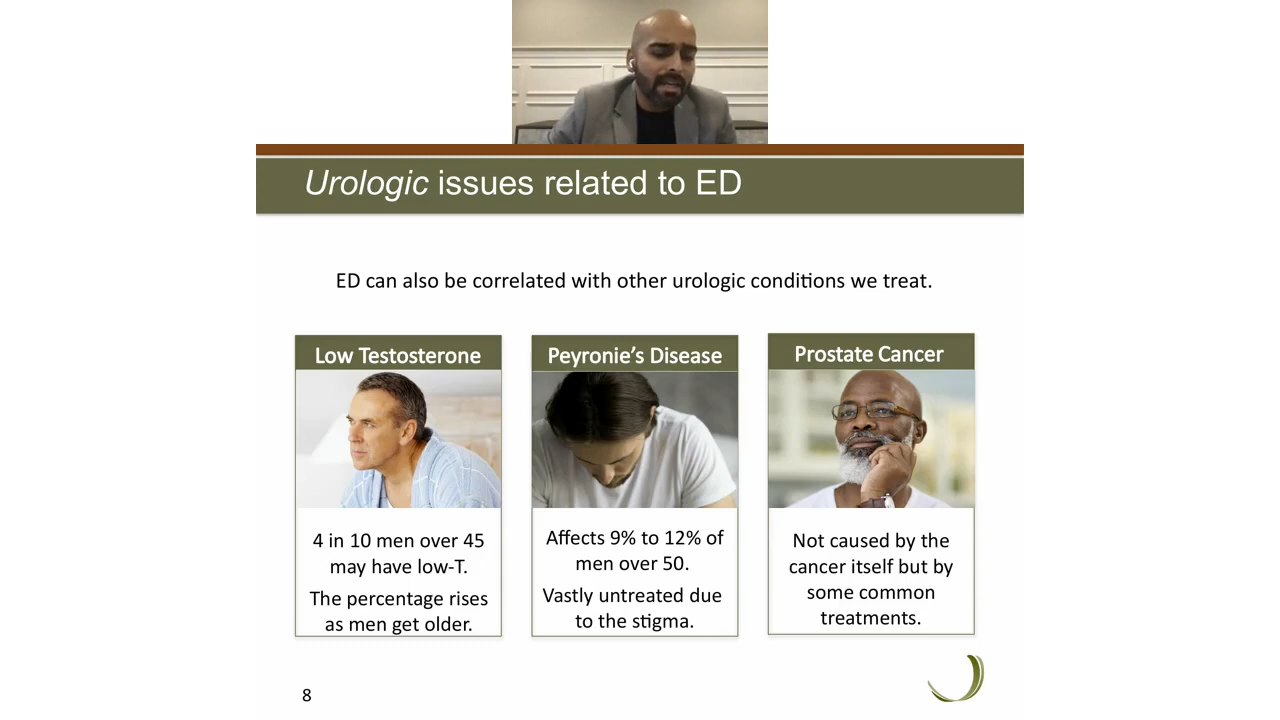 Urologic issues related to ED
ED can also be correlated with other urologic conditions we treat.
Low Testosterone
4 in 10 men over 45
may have low-T.
The percentage rises
as men get older.
Peyronie’s Disease
Affects 9% to 12% of
men over 50.
Vastly untreated due
to the stigma.
Prostate Cancer
Not caused by the
cancer itself but by
some common
treatments.
8